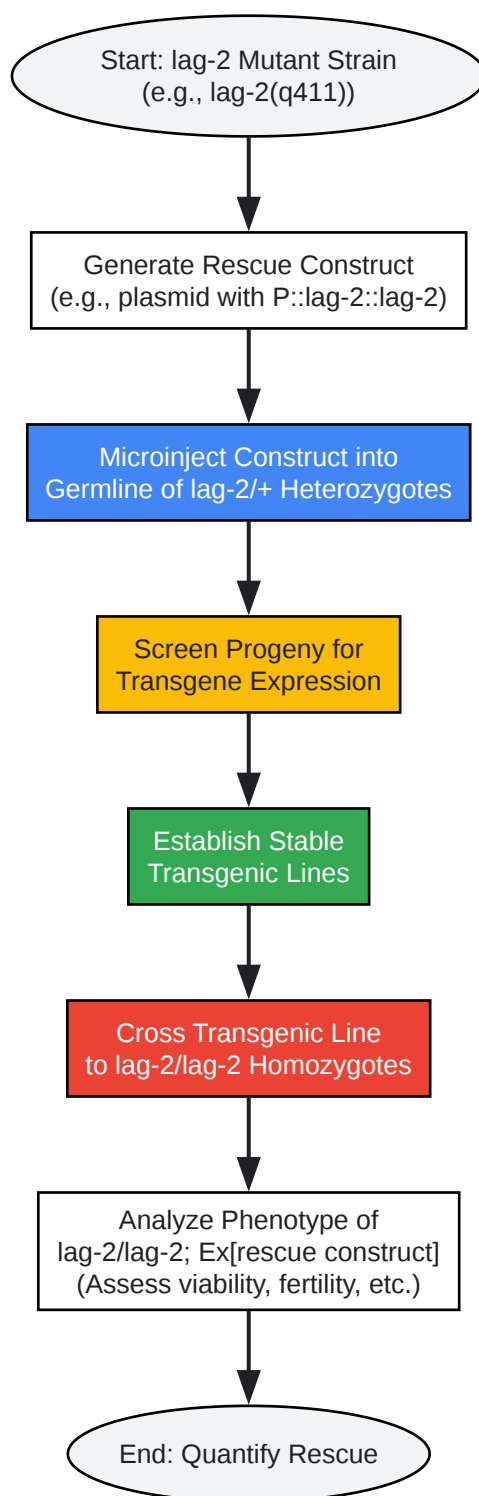 Start: lag-2 Mutant Strain
(e.g., lag-2(q411))
Generate Rescue Construct
(e.g., plasmid with P::lag-2::lag-2)
Microinject Construct into
Germline of lag-2/+ Heterozygotes
Screen Progeny for
Transgene Expression
Establish Stable
Transgenic Lines
Cross Transgenic Line
to lag-2/lag-2 Homozygotes
Analyze Phenotype of
lag-2/lag-2; Ex[rescue construct]
(Assess viability, fertility, etc.)
End: Quantify Rescue